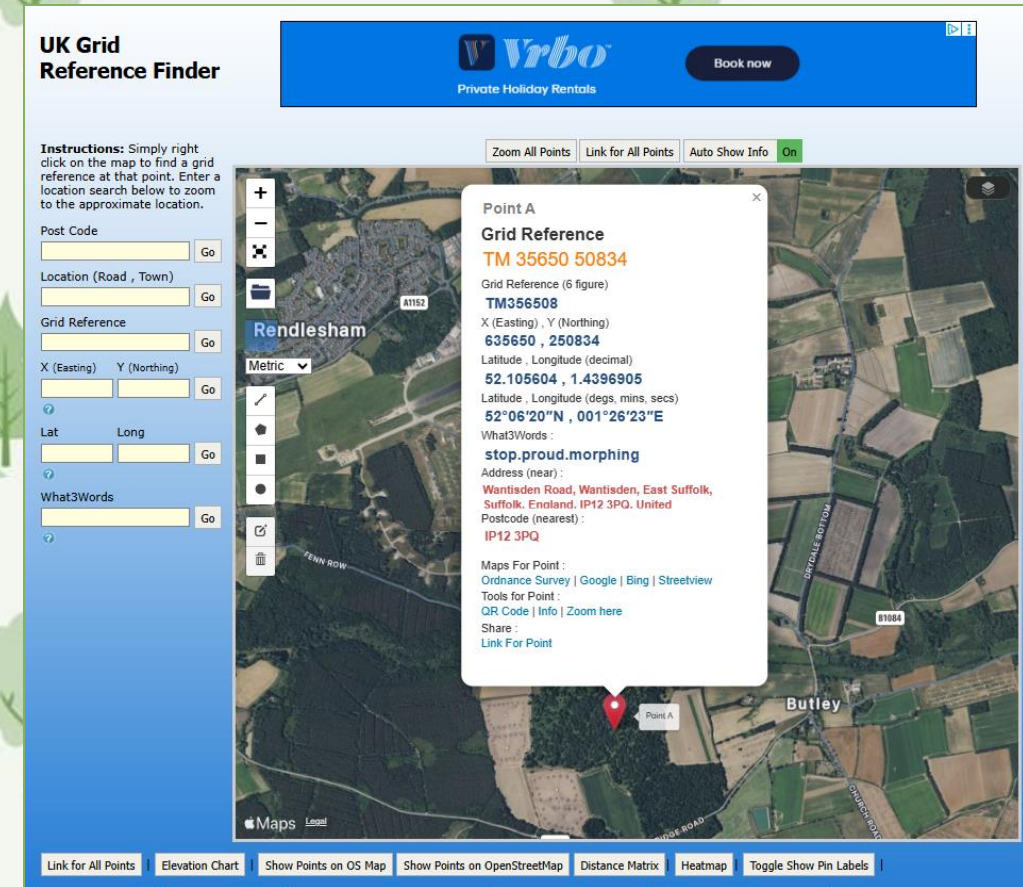 UK Grid
Reference Finder
Vrbo
Private Holiday Rentals
Book now
Instructions: Simply right
click on the map to find a grid
reference at that point. Enter a
location search below to zoom
to the approximate location.
Post Code
Go
Location (Road , Town)
Go
Grid Reference
Go
X (Easting) Y (Northing)
Go
Lat Long
Go
What3Words
Go
Zoom All Points Link for All Points Auto Show Info On
+
−
Rendlesham
A1152
Metric
FENN ROW
Point A
Grid Reference
TM 35650 50834
Grid Reference (6 figure)
TM356508
X (Easting) , Y (Northing)
635650 , 250834
Latitude , Longitude (decimal)
52.105604 , 1.4396905
Latitude , Longitude (degs, mins, secs)
52°06′20″N , 001°26′23″E
What3Words :
stop.proud.morphing
Address (near) :
Wantisden Road, Wantisden, East Suffolk,
Suffolk, England, IP12 3PQ, United
Postcode (nearest) :
IP12 3PQ
Maps For Point :
Ordnance Survey | Google | Bing | Streetview
Tools for Point :
QR Code | Info | Zoom here
Share :
Link For Point
DRYDALE BOTTOM
B1084
Butley
Point A
CHURCH ROAD
ROAD
Maps Legal
Link for All Points | Elevation Chart | Show Points on OS Map Show Points on OpenStreetMap Distance Matrix | Heatmap | Toggle Show Pin Labels |